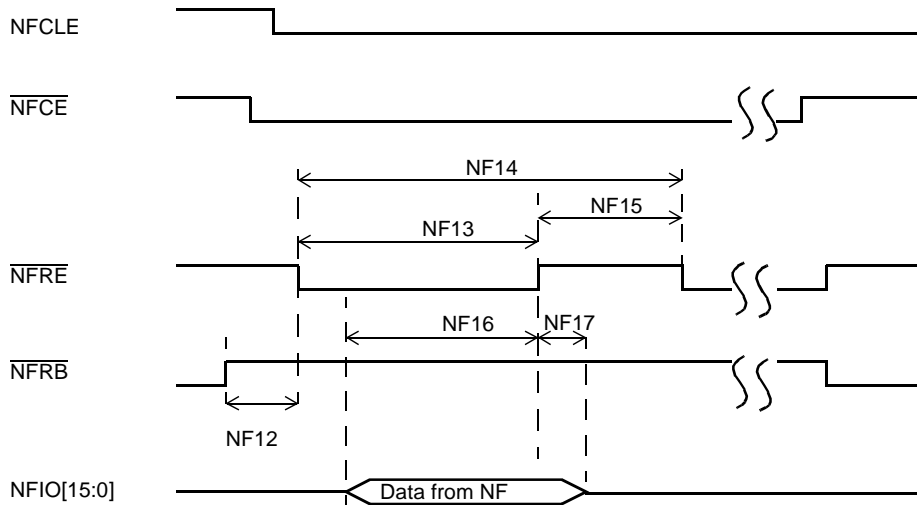 NFCLE
NFCE
NF14
NF15
NF13
NFRE
NF16
NF17
NFRB
NF12
NFIO[15:0]
Data from NF